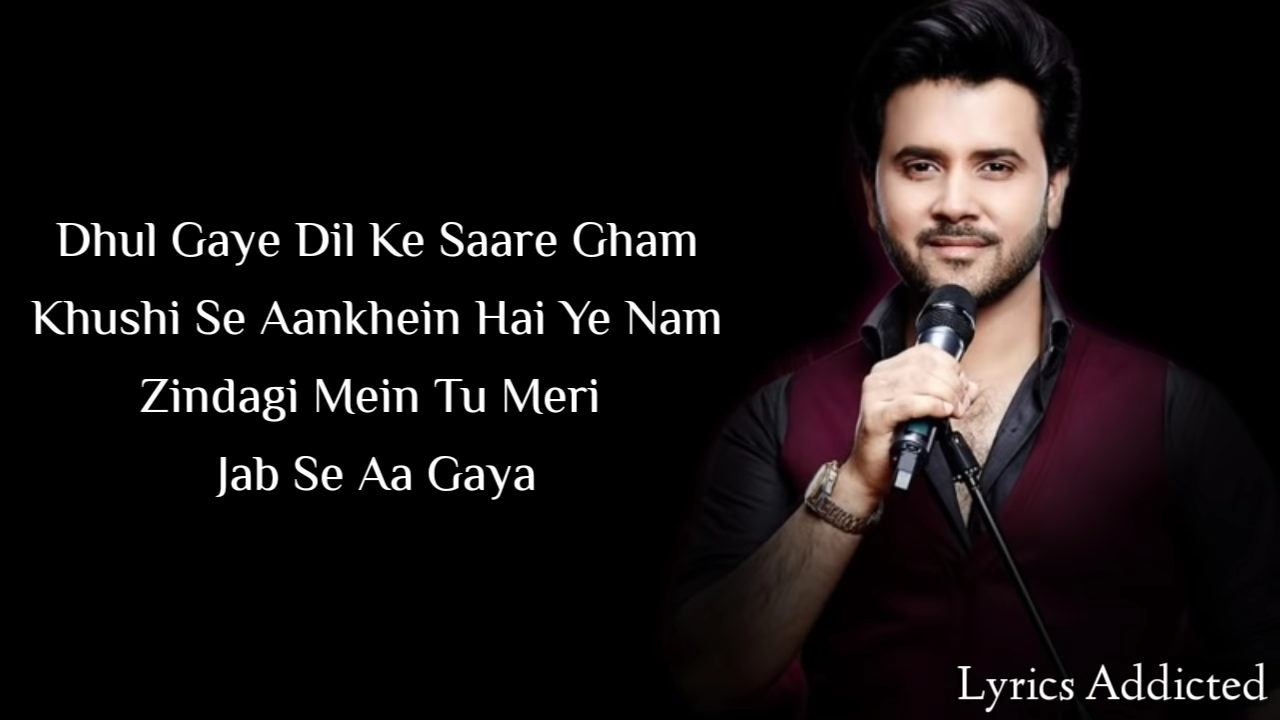 Dhul Gaye Dil Ke Saare Gham
Khushi Se Aankhein Hai Ye Nam
Zindagi Mein Tu Meri
Jab Se Aa Gaya
Lyrics Addicted